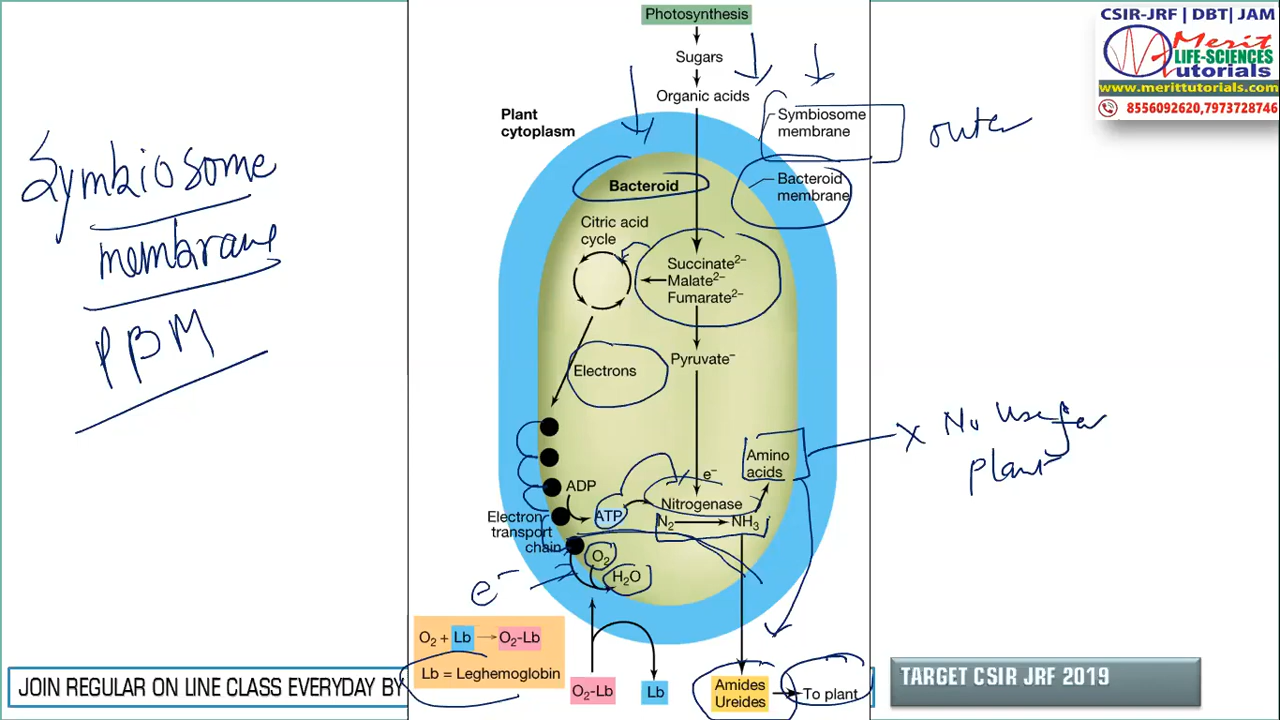 CSIR-JRF | DBT| JAM
Merit
LIFE-SCIENCES
utorials
www.merittutorials.com
8556092620,7973728746
Photosynthesis
Sugars
Organic acids
Plant
cytoplasm
Symbiosome
membrane
Bacteroid
membrane
outer
Symbiosome
membrane
PBM
Bacteroid
Citric acid
cycle
Succinate²⁻
Malate²⁻
Fumarate²⁻
Electrons
Pyruvate⁻
No Use for
plant
Amino
acids
e⁻
ADP
ATP
Nitrogenase
N₂
NH₃
Electron
transport
chain
O₂
H₂O
e⁻
O₂ + Lb → O₂-Lb
Lb = Leghemoglobin
O₂-Lb
Lb
Amides
Ureides
To plant
JOIN REGULAR ON LINE CLASS EVERYDAY BY
TARGET CSIR JRF 2019